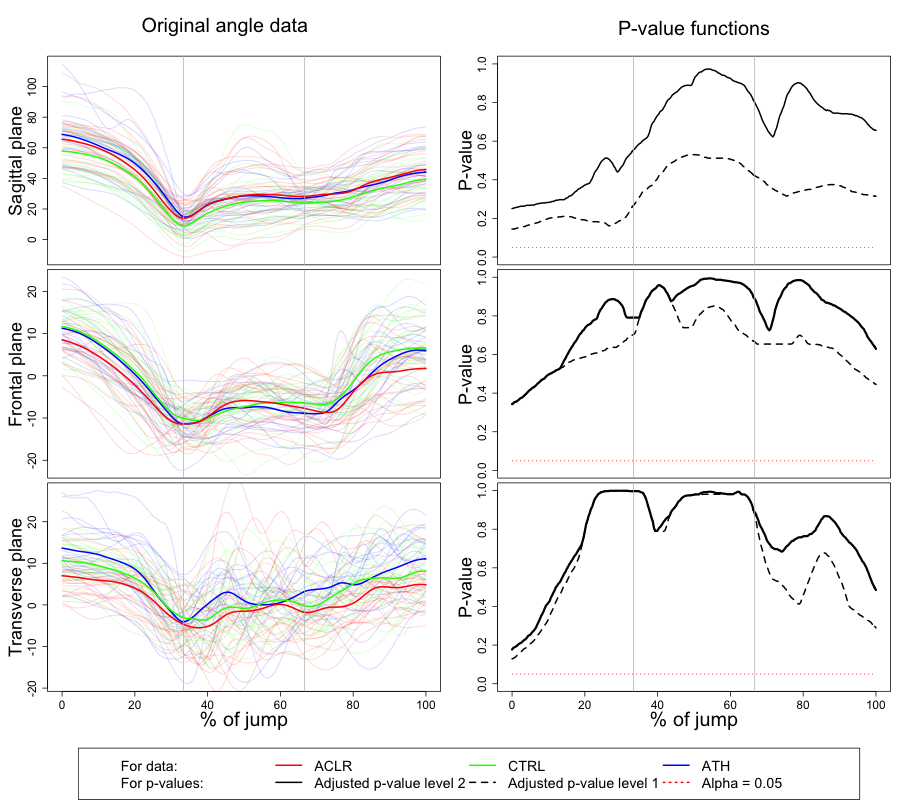 Original angle data
P-value functions
Sagittal plane
0 20 40 60 80 100
P-value
0.0 0.2 0.4 0.6 0.8 1.0
Frontal plane
-20 -10 0 10 20
P-value
0.0 0.2 0.4 0.6 0.8 1.0
Transverse plane
-20 -10 0 10 20
P-value
0.0 0.2 0.4 0.6 0.8 1.0
0 20 40 60 80 100
0 20 40 60 80 100
% of jump
% of jump
For data: ACLR CTRL ATH
For p-values: Adjusted p-value level 2 Adjusted p-value level 1 Alpha = 0.05